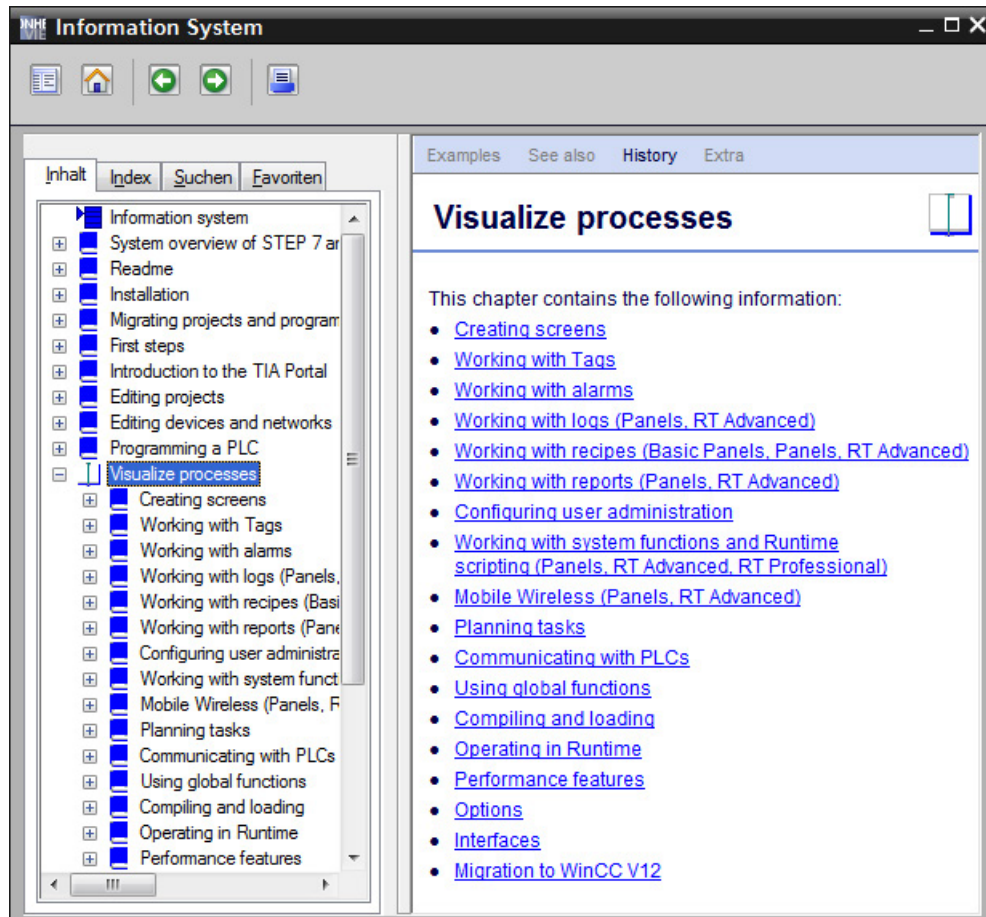 Information System
Inhalt Index Suchen Favoriten
Information system
System overview of STEP 7 ar
Readme
Installation
Migrating projects and program
First steps
Introduction to the TIA Portal
Editing projects
Editing devices and networks
Programming a PLC
Visualize processes
Creating screens
Working with Tags
Working with alarms
Working with logs (Panels,
Working with recipes (Basi
Working with reports (Pane
Configuring user administra
Working with system funct
Mobile Wireless (Panels, R
Planning tasks
Communicating with PLCs
Using global functions
Compiling and loading
Operating in Runtime
Performance features
Examples See also History Extra
Visualize processes
This chapter contains the following information:
• Creating screens
• Working with Tags
• Working with alarms
• Working with logs (Panels, RT Advanced)
• Working with recipes (Basic Panels, Panels, RT Advanced)
• Working with reports (Panels, RT Advanced)
• Configuring user administration
• Working with system functions and Runtime
scripting (Panels, RT Advanced, RT Professional)
• Mobile Wireless (Panels, RT Advanced)
• Planning tasks
• Communicating with PLCs
• Using global functions
• Compiling and loading
• Operating in Runtime
• Performance features
• Options
• Interfaces
• Migration to WinCC V12